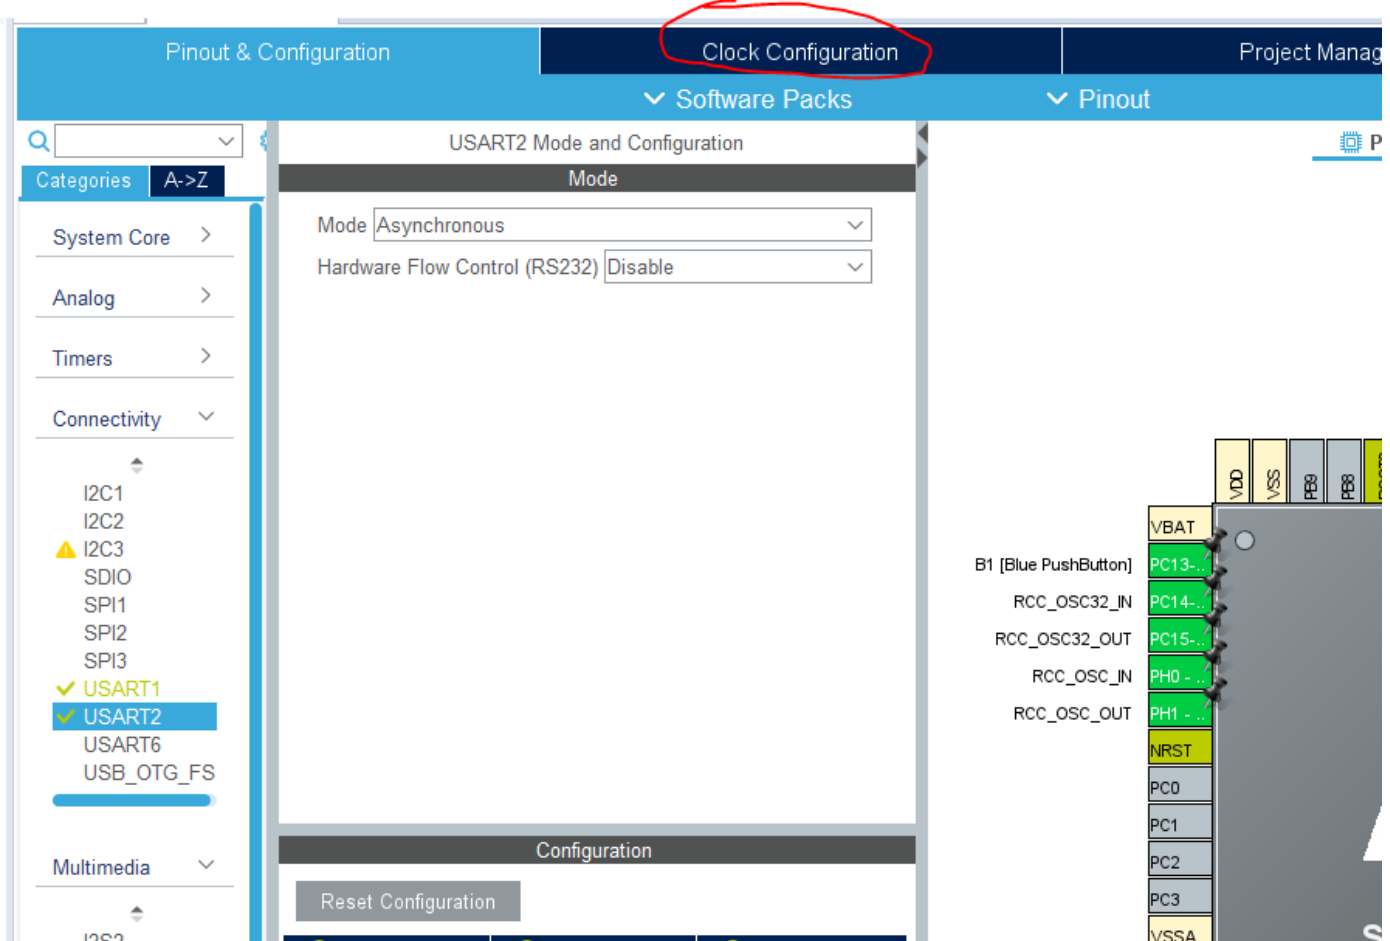 Pinout & Configuration
Clock Configuration
Project Manag
Software Packs
Pinout
USART2 Mode and Configuration
P
Categories
A->Z
Mode
System Core
Mode Asynchronous
Hardware Flow Control (RS232) Disable
Analog
Timers
Connectivity
I2C1
I2C2
I2C3
SDIO
SPI1
SPI2
SPI3
USART1
USART2
USART6
USB_OTG_FS
Multimedia
Configuration
Reset Configuration
VDD
VSS
PB9
PB8
VBAT
B1 [Blue PushButton]
PC13-..
RCC_OSC32_IN
PC14-..
RCC_OSC32_OUT
PC15-..
RCC_OSC_IN
PH0 - ..
RCC_OSC_OUT
PH1 - ..
NRST
PC0
PC1
PC2
PC3
VSSA
S